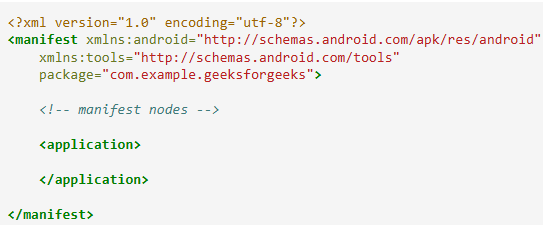 <?xml version="1.0" encoding="utf-8"?>
<manifest xmlns:android="http://schemas.android.com/apk/res/android"
    xmlns:tools="http://schemas.android.com/tools"
    package="com.example.geeksforgeeks">
    <!-- manifest nodes -->
    <application>
    </application>
</manifest>